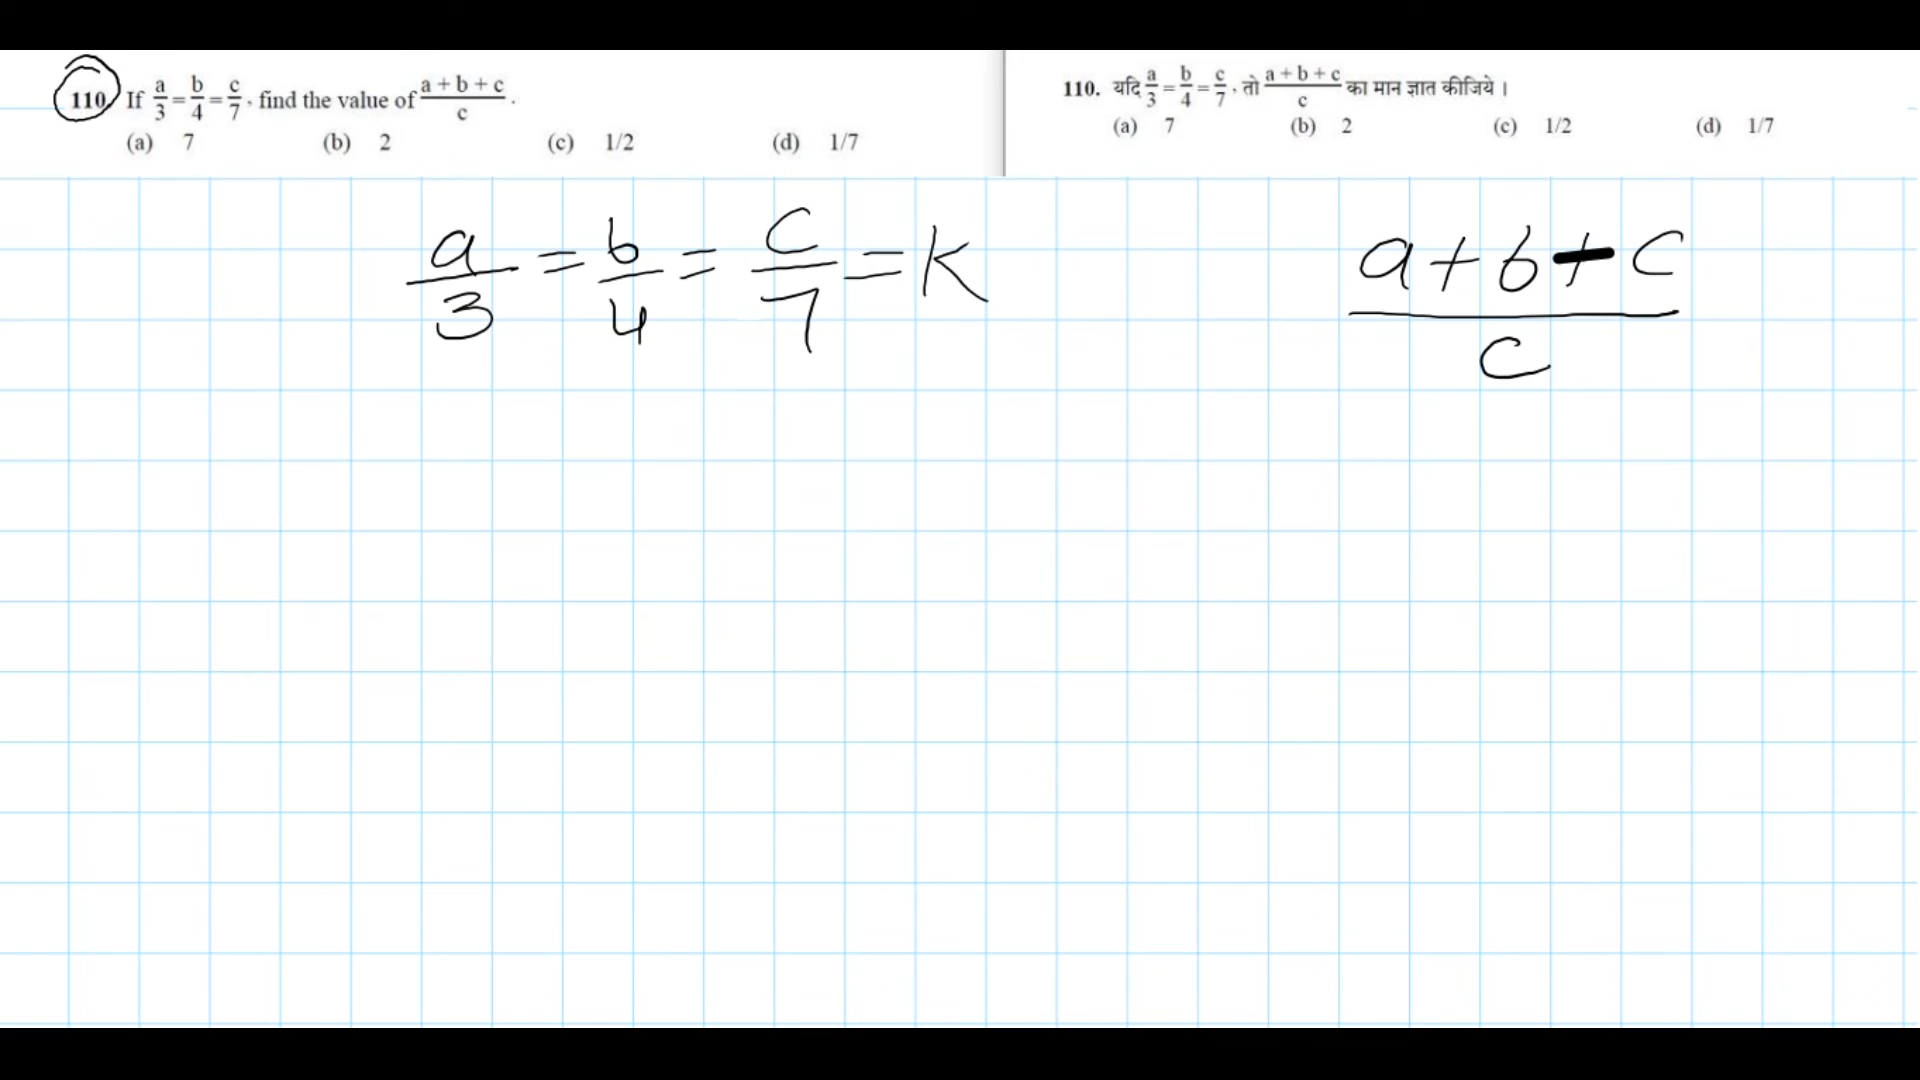 110. If a/3 = b/4 = c/7, find the value of (a + b + c)/c.
(a) 7 (b) 2 (c) 1/2 (d) 1/7
110. यदि a/3 = b/4 = c/7, तो (a + b + c)/c का मान ज्ञात कीजिये।
(a) 7 (b) 2 (c) 1/2 (d) 1/7
a/3 = b/4 = c/7 = K
(a + b + c)/c